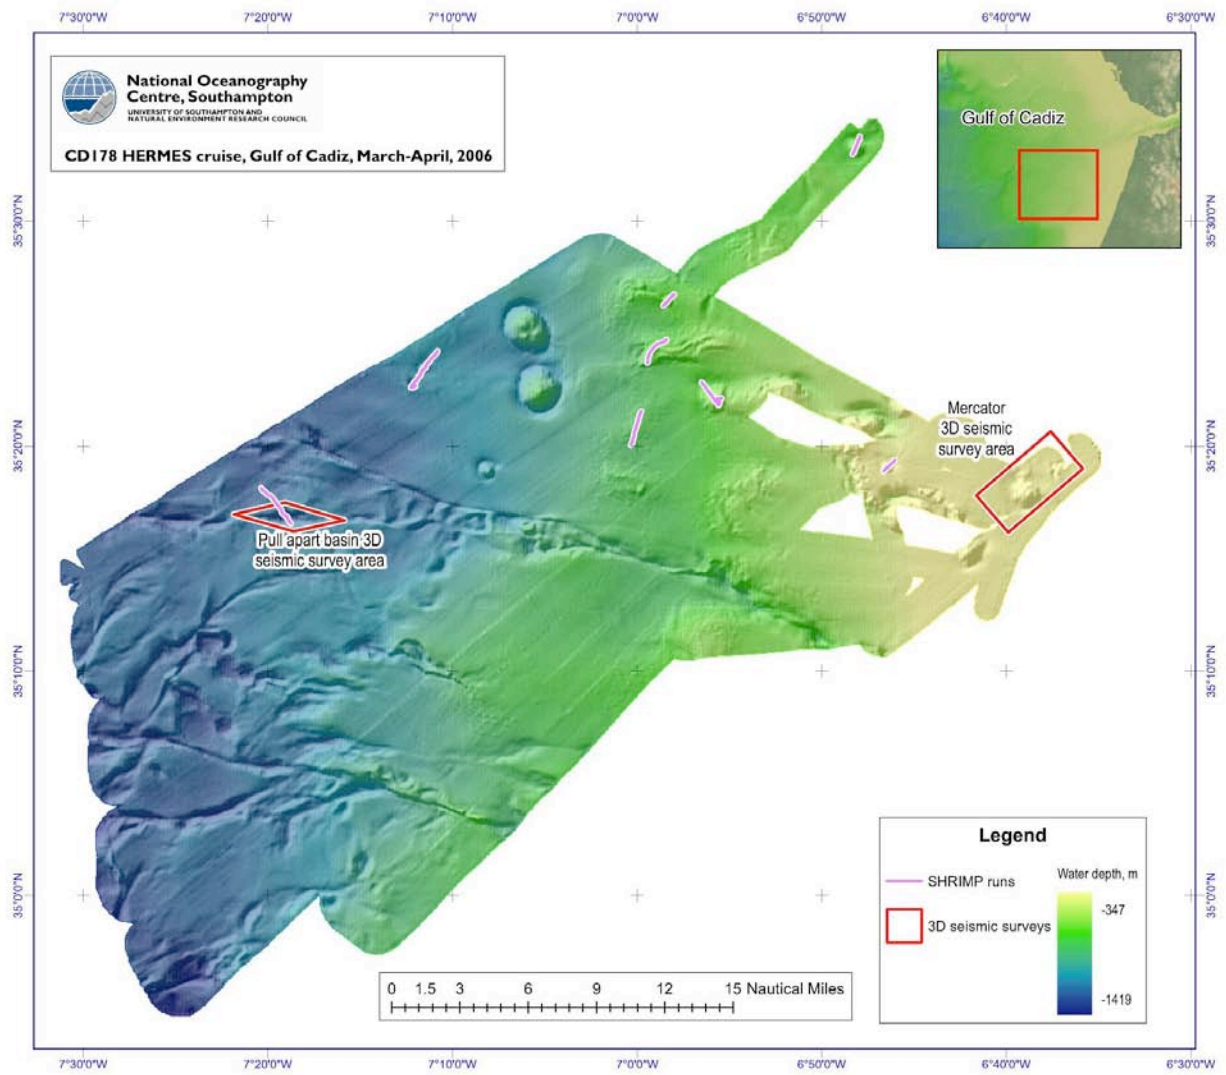 7°30'0"W 7°20'0"W 7°10'0"W 7°0'0"W 6°50'0"W 6°40'0"W 6°30'0"W
National Oceanography
Centre, Southampton
UNIVERSITY OF SOUTHAMPTON AND
NATURAL ENVIRONMENT RESEARCH COUNCIL
CD178 HERMES cruise, Gulf of Cadiz, March-April, 2006
Gulf of Cadiz
35°30'0"N
35°30'0"N
Mercator
3D seismic
survey area
35°20'0"N
35°20'0"N
Pull apart basin 3D
seismic survey area
35°10'0"N
35°10'0"N
Legend
SHRIMP runs
3D seismic surveys
Water depth, m
-347
-1419
35°0'0"N
35°0'0"N
0 1.5 3 6 9 12 15 Nautical Miles
7°30'0"W 7°20'0"W 7°10'0"W 7°0'0"W 6°50'0"W 6°40'0"W 6°30'0"W